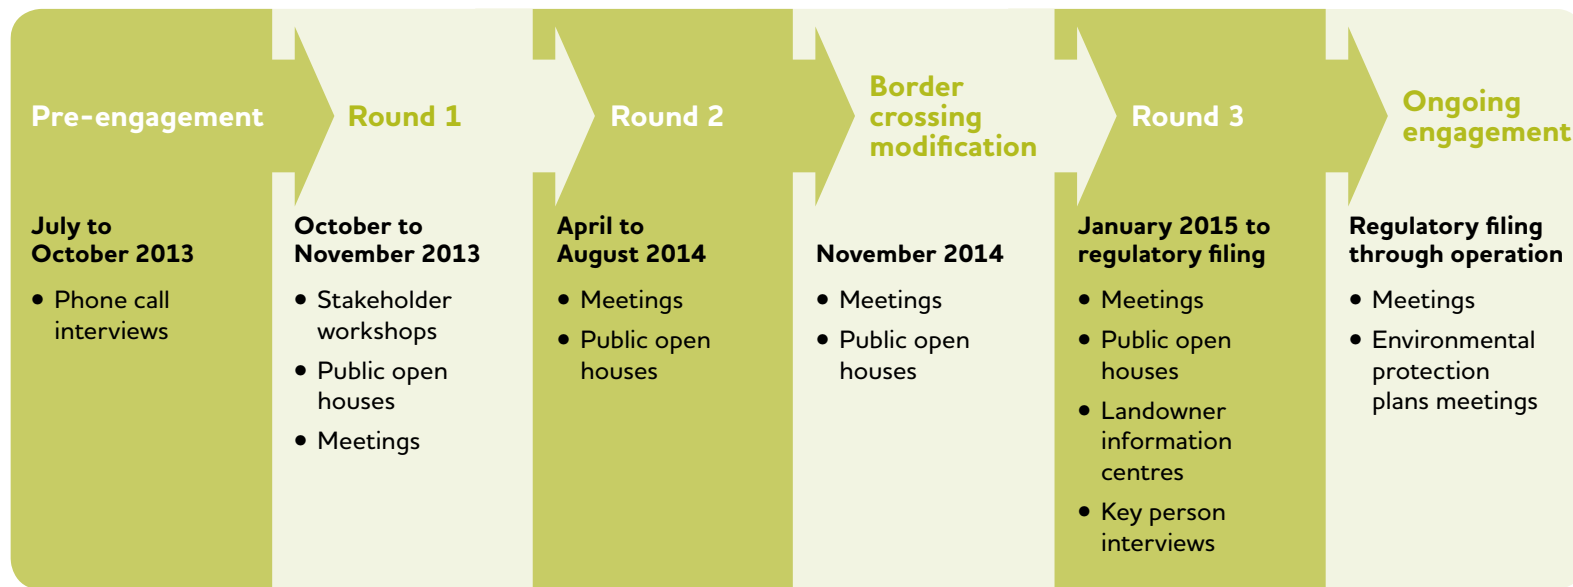 Pre-engagement
July to
October 2013
• Phone call
interviews
Round 1
October to
November 2013
• Stakeholder
workshops
• Public open
houses
• Meetings
Round 2
April to
August 2014
• Meetings
• Public open
houses
Border
crossing
modification
November 2014
• Meetings
• Public open
houses
Round 3
January 2015 to
regulatory filing
• Meetings
• Public open
houses
• Landowner
information
centres
• Key person
interviews
Ongoing
engagement
Regulatory filing
through operation
• Meetings
• Environmental
protection
plans meetings